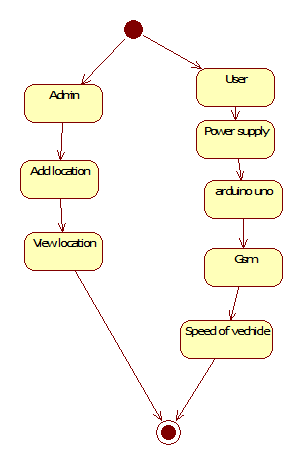 User
Admin
Power supply
Add location
arduino uno
View location
Gsm
Speed of vechicle